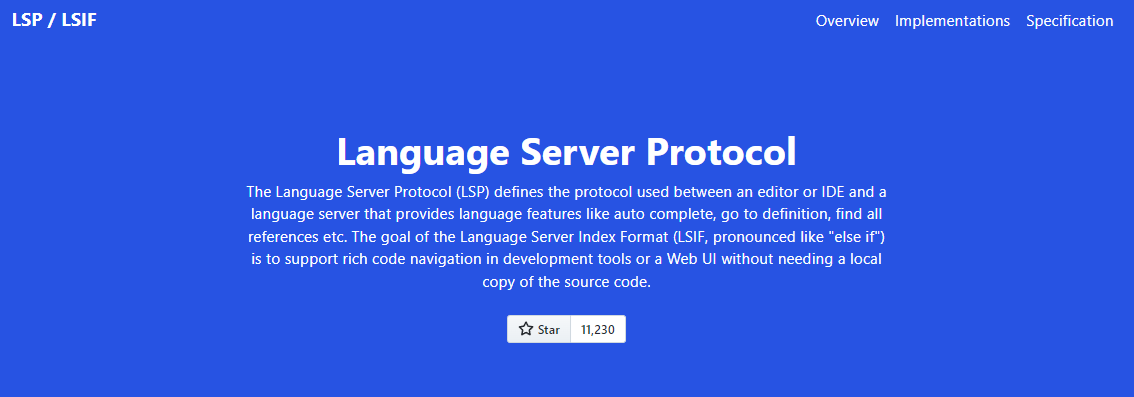 LSP / LSIF
Overview Implementations Specification
Language Server Protocol
The Language Server Protocol (LSP) defines the protocol used between an editor or IDE and a
language server that provides language features like auto complete, go to definition, find all
references etc. The goal of the Language Server Index Format (LSIF, pronounced like "else if")
is to support rich code navigation in development tools or a Web UI without needing a local
copy of the source code.
Star 11,230